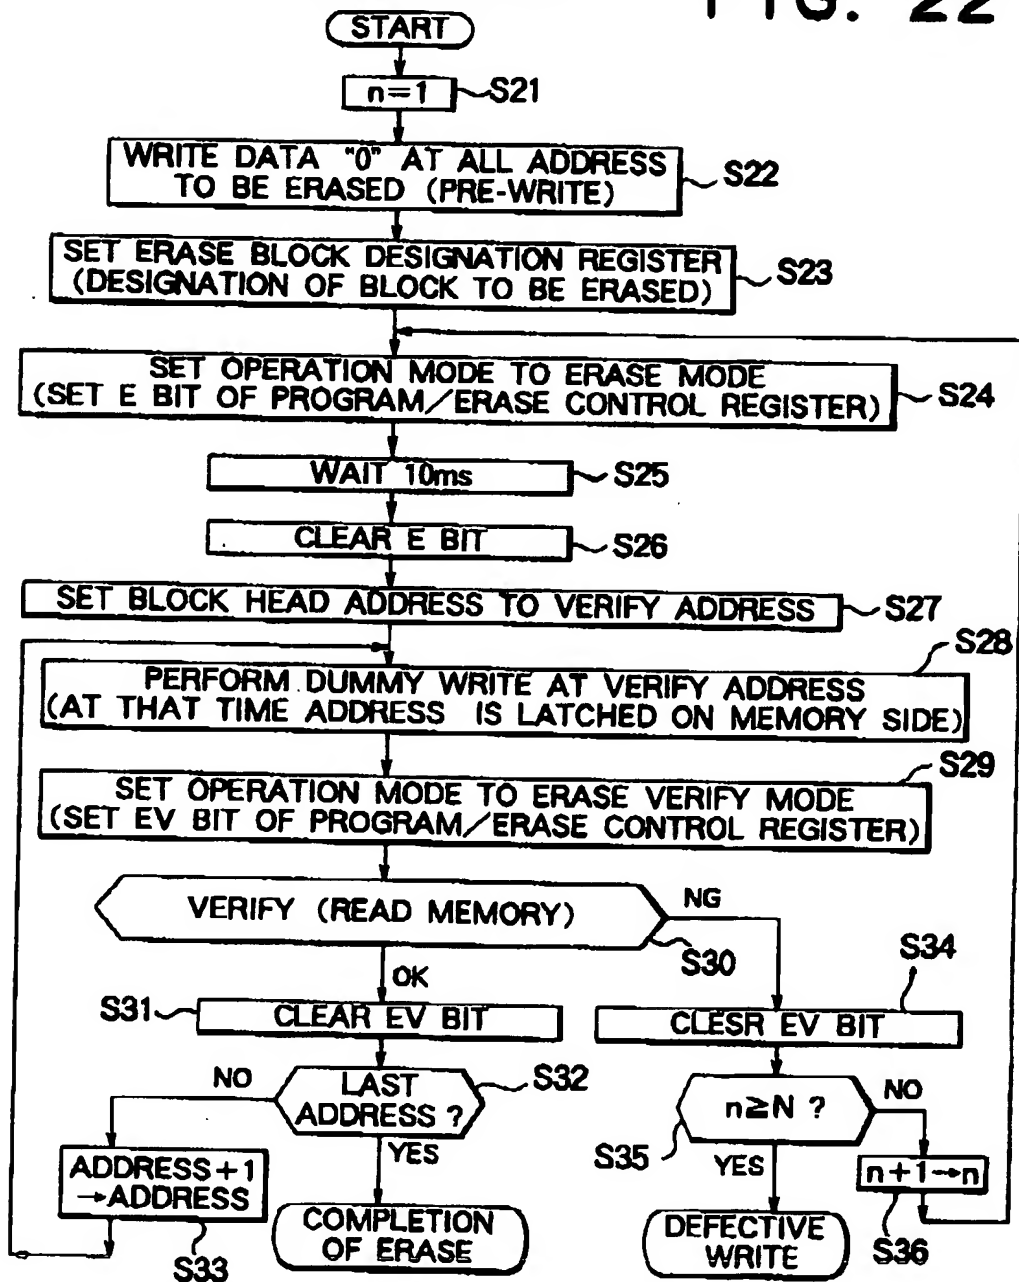 FIG. 22
START
n=1
S21
WRITE DATA "0" AT ALL ADDRESS
TO BE ERASED (PRE-WRITE)
S22
SET ERASE BLOCK DESIGNATION REGISTER
(DESIGNATION OF BLOCK TO BE ERASED)
S23
SET OPERATION MODE TO ERASE MODE
(SET E BIT OF PROGRAM/ERASE CONTROL REGISTER)
S24
WAIT 10ms
S25
CLEAR E BIT
S26
SET BLOCK HEAD ADDRESS TO VERIFY ADDRESS
S27
S28
PERFORM DUMMY WRITE AT VERIFY ADDRESS
(AT THAT TIME ADDRESS IS LATCHED ON MEMORY SIDE)
S29
SET OPERATION MODE TO ERASE VERIFY MODE
(SET EV BIT OF PROGRAM/ERASE CONTROL REGISTER)
VERIFY (READ MEMORY)
NG
S30
OK
S34
S31
CLEAR EV BIT
CLESR EV BIT
NO
LAST
ADDRESS ?
S32
n≥N ?
NO
S35
YES
YES
ADDRESS+1
→ADDRESS
S33
n+1→n
S36
COMPLETION
OF ERASE
DEFECTIVE
WRITE